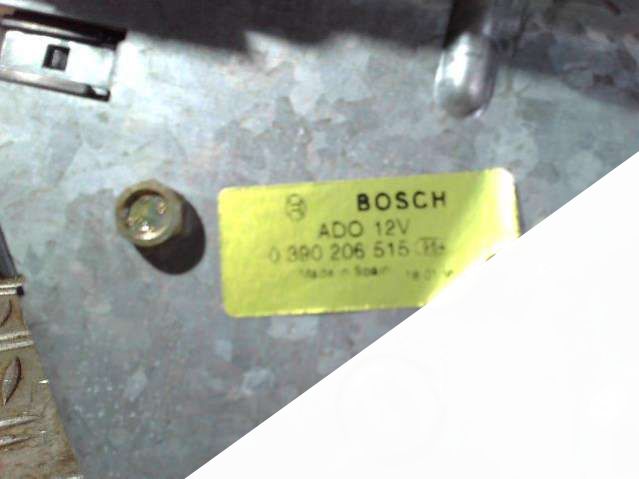 BOSCH
ADO 12V
0 390 206 515
Made in Spain